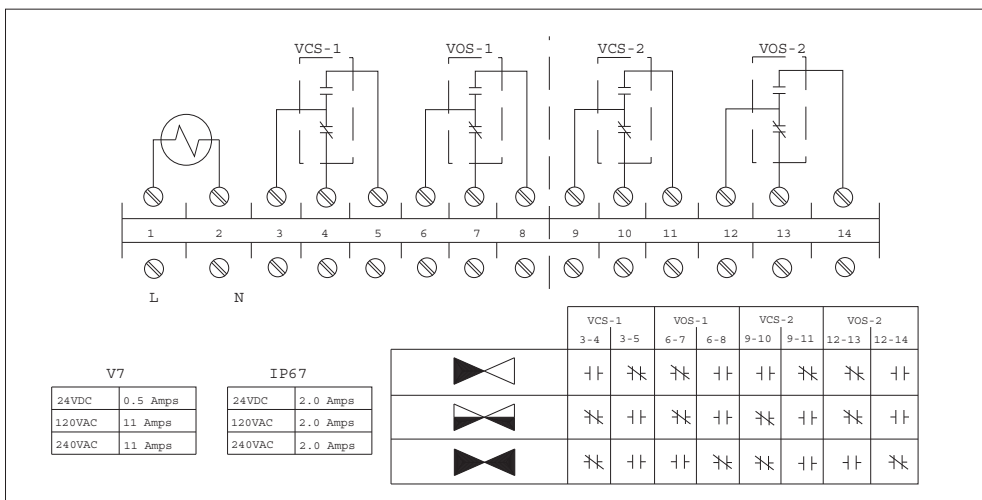 VCS-1 VOS-1 VCS-2 VOS-2
1 2 3 4 5 6 7 8 9 10 11 12 13 14
L N
VCS-1 VOS-1 VCS-2 VOS-2
3-4 3-5 6-7 6-8 9-10 9-11 12-13 12-14
V7
24VDC 0.5 Amps
120VAC 11 Amps
240VAC 11 Amps
IP67
24VDC 2.0 Amps
120VAC 2.0 Amps
240VAC 2.0 Amps